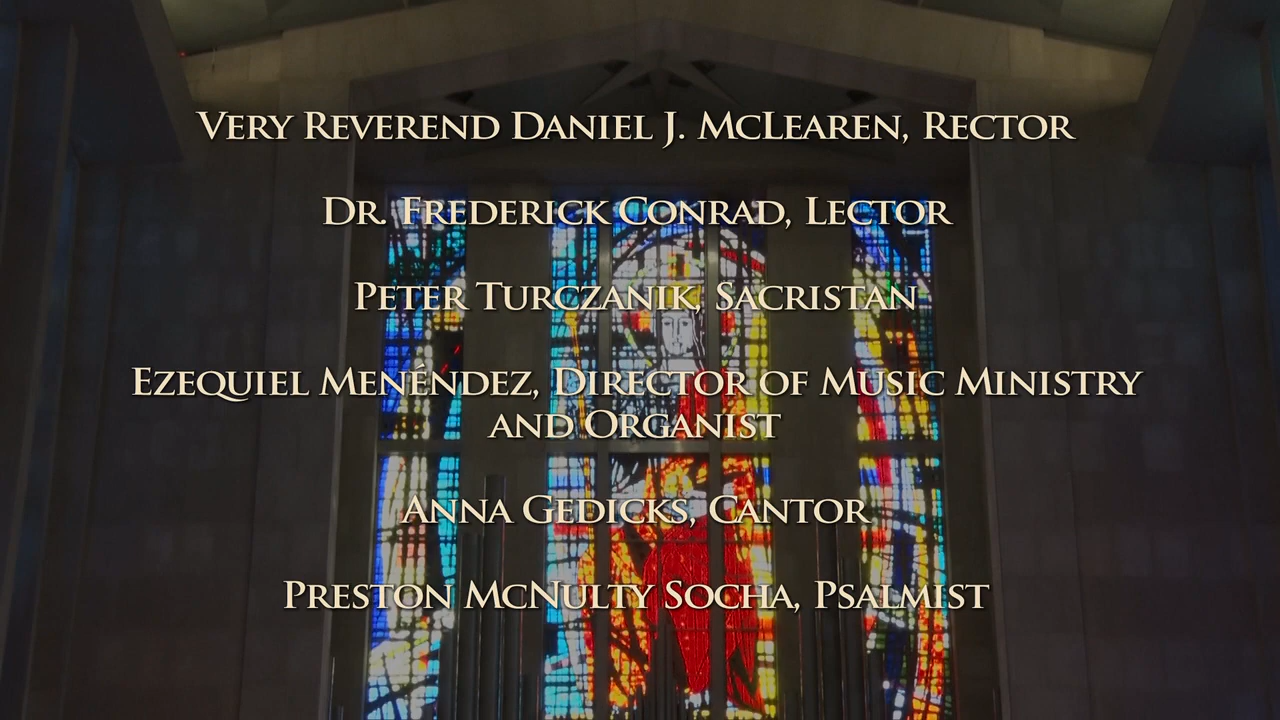 Very Reverend Daniel J. McLearen, Rector
Dr. Frederick Conrad, Lector
Peter Turczanik, Sacristan
Ezequiel Menéndez, Director of Music Ministry
and Organist
Anna Gedicks, Cantor
Preston McNulty Socha, Psalmist